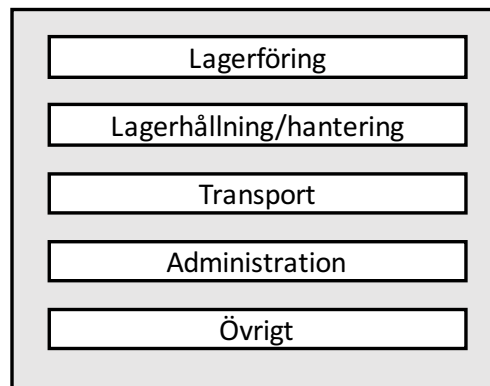 Lagerföring
Lagerhållning/hantering
Transport
Administration
Övrigt